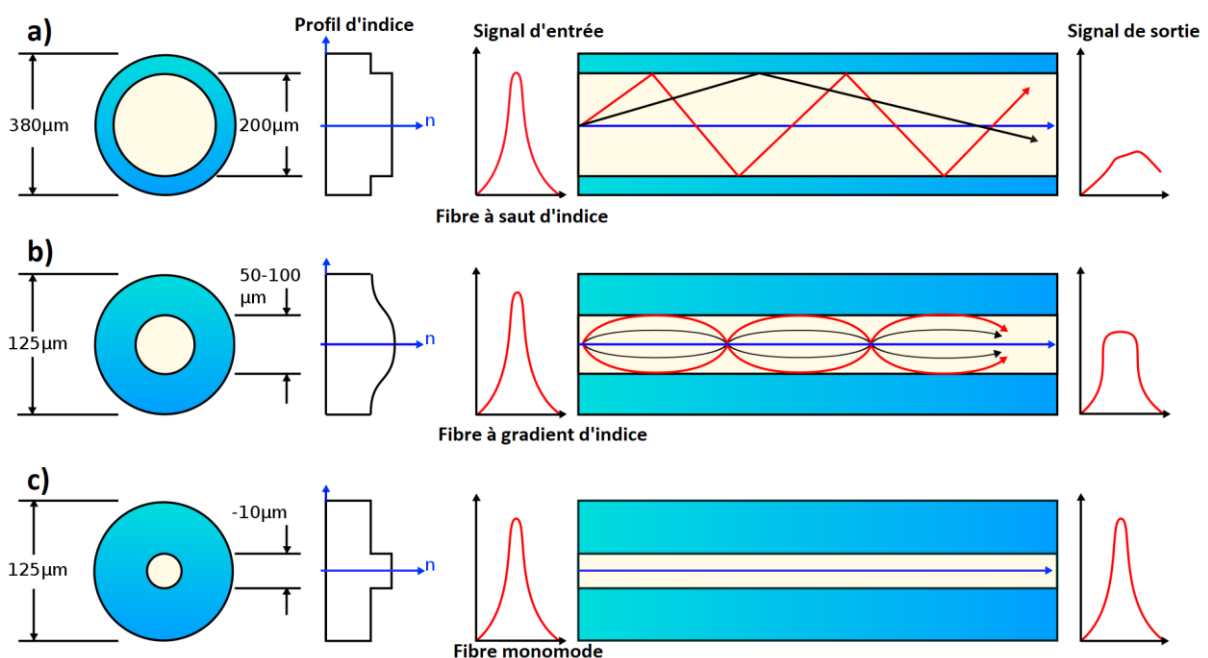 a)
Profil d'indice
Signal d'entrée
Signal de sortie
380µm
200µm
n
Fibre à saut d'indice
b)
50-100
µm
125µm
n
Fibre à gradient d'indice
c)
-10µm
125µm
n
Fibre monomode